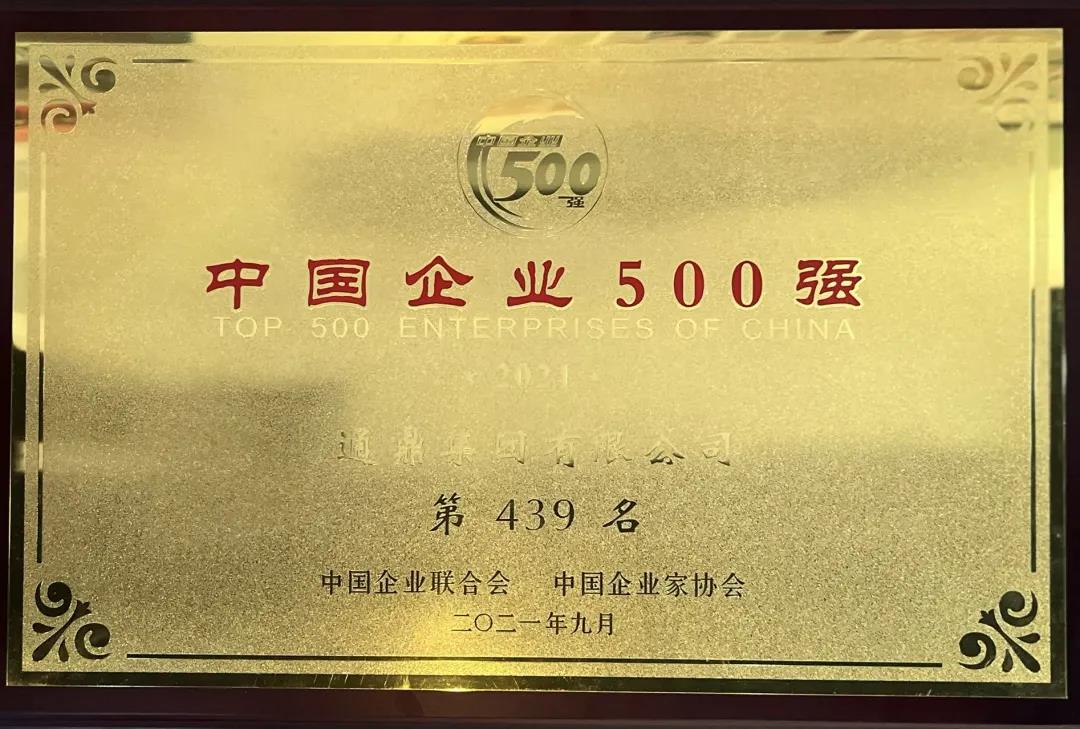 中国企业
500
强
中国企业500强
TOP 500 ENTERPRISES OF CHINA
·2021·
通鼎集团有限公司
第 439 名
中国企业联合会 中国企业家协会
二〇二一年九月